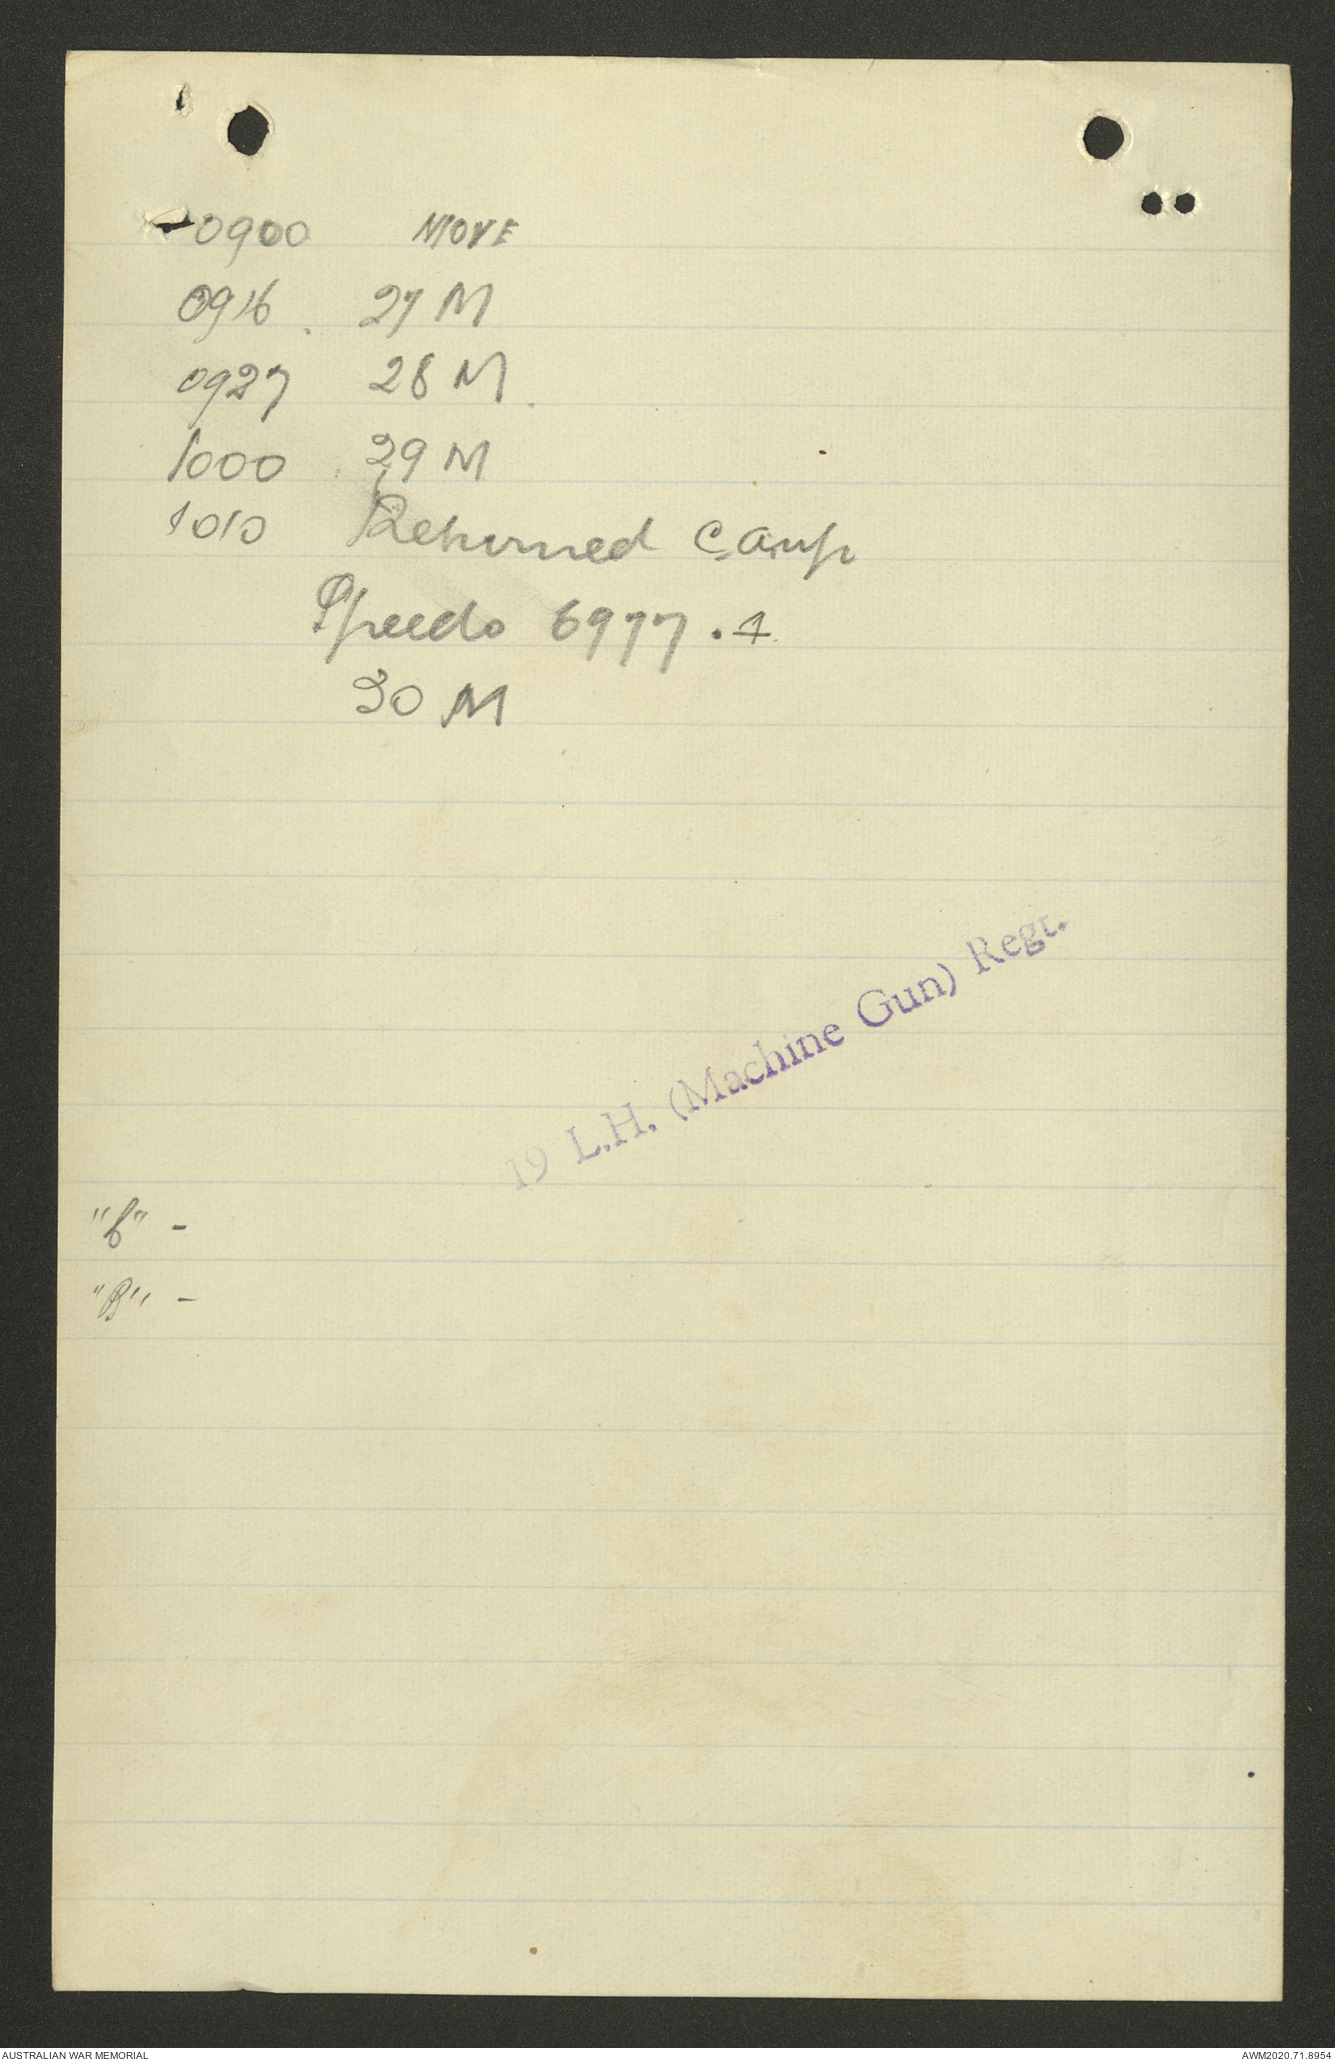 0900 MOVE
0916. 27 M
0927 28 M.
1000 29 M
1010 Returned Camp
Speedo 6977.4
30 M
19 L.H. (Machine Gun) Regt.
"b" -
"B" -
AUSTRALIAN WAR MEMORIAL
AWM2020.71.8954